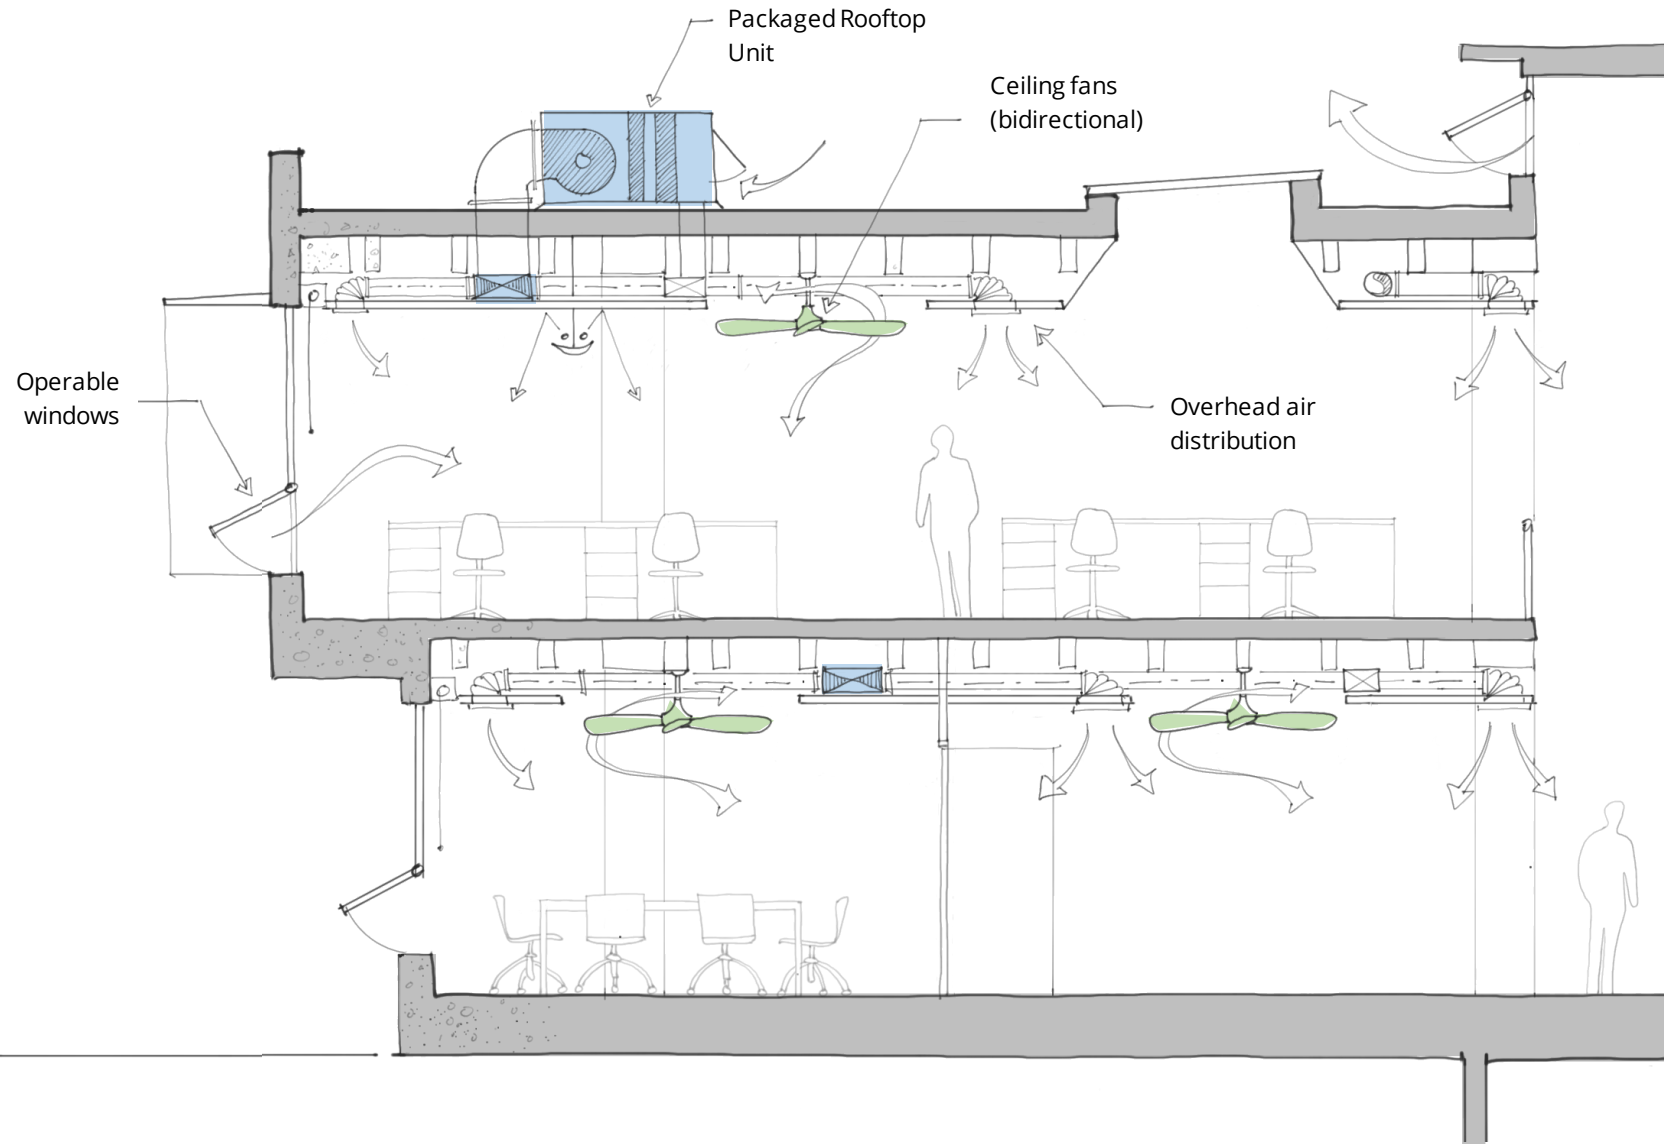 Packaged Rooftop
Unit
Ceiling fans
(bidirectional)
Operable
windows
Overhead air
distribution